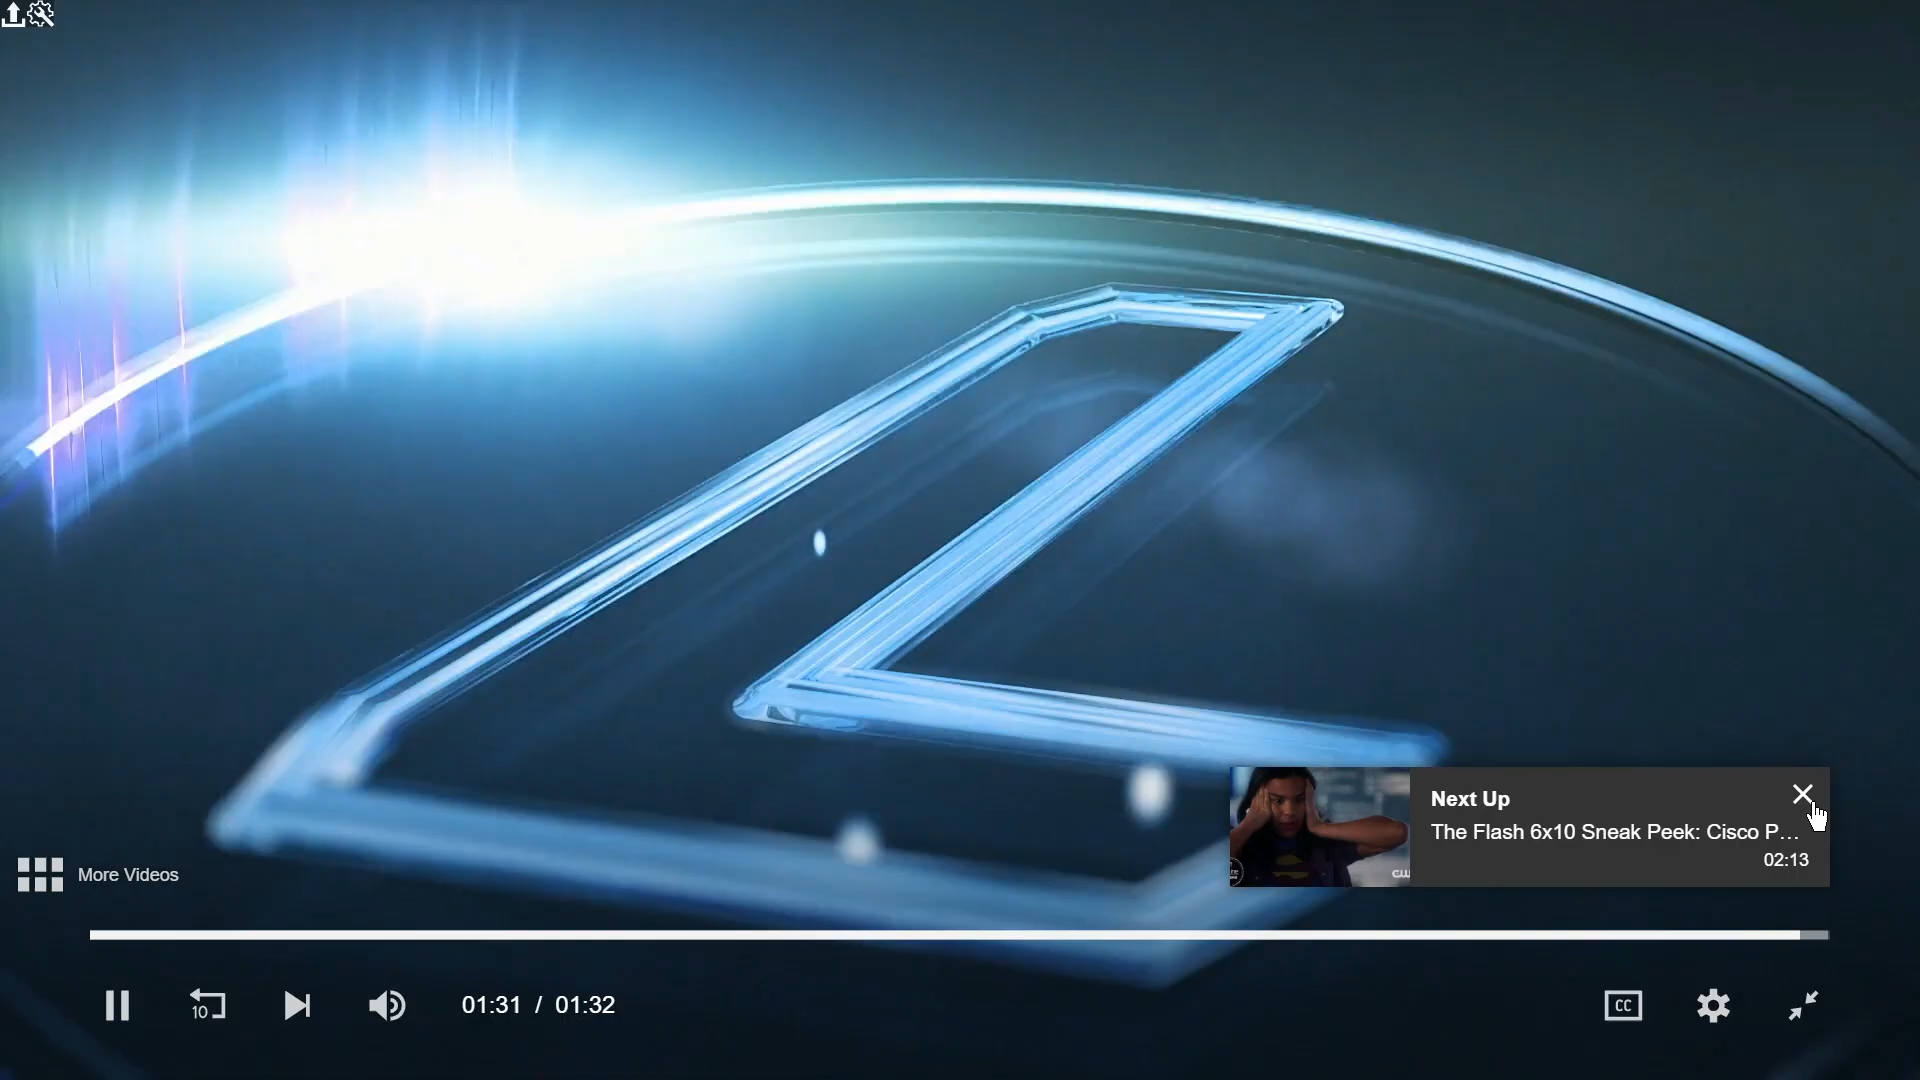 Next Up
The Flash 6x10 Sneak Peek: Cisco P...
02:13
More Videos
10
01:31 / 01:32
CC